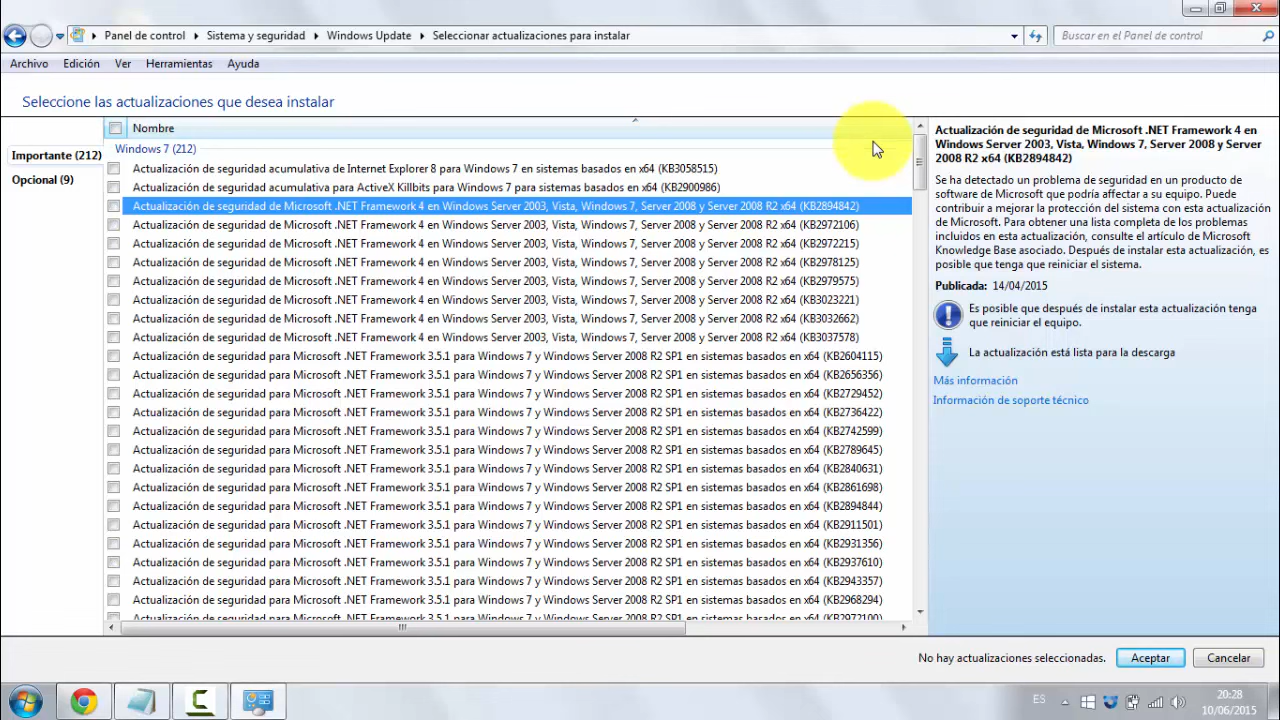 Panel de control
Sistema y seguridad
Windows Update
Seleccionar actualizaciones para instalar
Buscar en el Panel de control
Archivo
Edición
Ver
Herramientas
Ayuda
Seleccione las actualizaciones que desea instalar
Importante (212)
Opcional (9)
Nombre
Windows 7 (212)
Actualización de seguridad acumulativa de Internet Explorer 8 para Windows 7 en sistemas basados en x64 (KB3058515)
Actualización de seguridad acumulativa para ActiveX Killbits para Windows 7 para sistemas basados en x64 (KB2900986)
Actualización de seguridad de Microsoft .NET Framework 4 en Windows Server 2003, Vista, Windows 7, Server 2008 y Server 2008 R2 x64 (KB2894842)
Actualización de seguridad de Microsoft .NET Framework 4 en Windows Server 2003, Vista, Windows 7, Server 2008 y Server 2008 R2 x64 (KB2972106)
Actualización de seguridad de Microsoft .NET Framework 4 en Windows Server 2003, Vista, Windows 7, Server 2008 y Server 2008 R2 x64 (KB2972215)
Actualización de seguridad de Microsoft .NET Framework 4 en Windows Server 2003, Vista, Windows 7, Server 2008 y Server 2008 R2 x64 (KB2978125)
Actualización de seguridad de Microsoft .NET Framework 4 en Windows Server 2003, Vista, Windows 7, Server 2008 y Server 2008 R2 x64 (KB2979575)
Actualización de seguridad de Microsoft .NET Framework 4 en Windows Server 2003, Vista, Windows 7, Server 2008 y Server 2008 R2 x64 (KB3023221)
Actualización de seguridad de Microsoft .NET Framework 4 en Windows Server 2003, Vista, Windows 7, Server 2008 y Server 2008 R2 x64 (KB3032662)
Actualización de seguridad de Microsoft .NET Framework 4 en Windows Server 2003, Vista, Windows 7, Server 2008 y Server 2008 R2 x64 (KB3037578)
Actualización de seguridad para Microsoft .NET Framework 3.5.1 para Windows 7 y Windows Server 2008 R2 SP1 en sistemas basados en x64 (KB2604115)
Actualización de seguridad para Microsoft .NET Framework 3.5.1 para Windows 7 y Windows Server 2008 R2 SP1 en sistemas basados en x64 (KB2656356)
Actualización de seguridad para Microsoft .NET Framework 3.5.1 para Windows 7 y Windows Server 2008 R2 SP1 en sistemas basados en x64 (KB2729452)
Actualización de seguridad para Microsoft .NET Framework 3.5.1 para Windows 7 y Windows Server 2008 R2 SP1 en sistemas basados en x64 (KB2736422)
Actualización de seguridad para Microsoft .NET Framework 3.5.1 para Windows 7 y Windows Server 2008 R2 SP1 en sistemas basados en x64 (KB2742599)
Actualización de seguridad para Microsoft .NET Framework 3.5.1 para Windows 7 y Windows Server 2008 R2 SP1 en sistemas basados en x64 (KB2789645)
Actualización de seguridad para Microsoft .NET Framework 3.5.1 para Windows 7 y Windows Server 2008 R2 SP1 en sistemas basados en x64 (KB2840631)
Actualización de seguridad para Microsoft .NET Framework 3.5.1 para Windows 7 y Windows Server 2008 R2 SP1 en sistemas basados en x64 (KB2861698)
Actualización de seguridad para Microsoft .NET Framework 3.5.1 para Windows 7 y Windows Server 2008 R2 SP1 en sistemas basados en x64 (KB2894844)
Actualización de seguridad para Microsoft .NET Framework 3.5.1 para Windows 7 y Windows Server 2008 R2 SP1 en sistemas basados en x64 (KB2911501)
Actualización de seguridad para Microsoft .NET Framework 3.5.1 para Windows 7 y Windows Server 2008 R2 SP1 en sistemas basados en x64 (KB2931356)
Actualización de seguridad para Microsoft .NET Framework 3.5.1 para Windows 7 y Windows Server 2008 R2 SP1 en sistemas basados en x64 (KB2937610)
Actualización de seguridad para Microsoft .NET Framework 3.5.1 para Windows 7 y Windows Server 2008 R2 SP1 en sistemas basados en x64 (KB2943357)
Actualización de seguridad para Microsoft .NET Framework 3.5.1 para Windows 7 y Windows Server 2008 R2 SP1 en sistemas basados en x64 (KB2968294)
Actualización de seguridad para Microsoft .NET Framework 3.5.1 para Windows 7 y Windows Server 2008 R2 SP1 en sistemas basados en x64 (KB2972100)
Actualización de seguridad de Microsoft .NET Framework 4 en
Windows Server 2003, Vista, Windows 7, Server 2008 y Server
2008 R2 x64 (KB2894842)
Se ha detectado un problema de seguridad en un producto de
software de Microsoft que podría afectar a su equipo. Puede
contribuir a mejorar la protección del sistema con esta actualización
de Microsoft. Para obtener una lista completa de los problemas
incluidos en esta actualización, consulte el artículo de Microsoft
Knowledge Base asociado. Después de instalar esta actualización, es
posible que tenga que reiniciar el sistema.
Publicada: 14/04/2015
Es posible que después de instalar esta actualización tenga
que reiniciar el equipo.
La actualización está lista para la descarga
Más información
Información de soporte técnico
No hay actualizaciones seleccionadas.
Aceptar
Cancelar
ES
20:28
10/06/2015